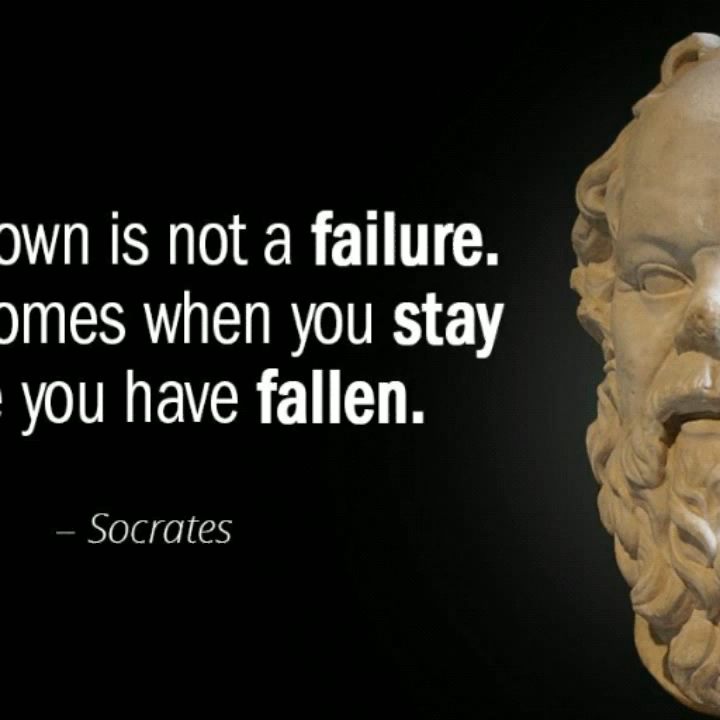 own is not a failure.
omes when you stay
e you have fallen.
– Socrates